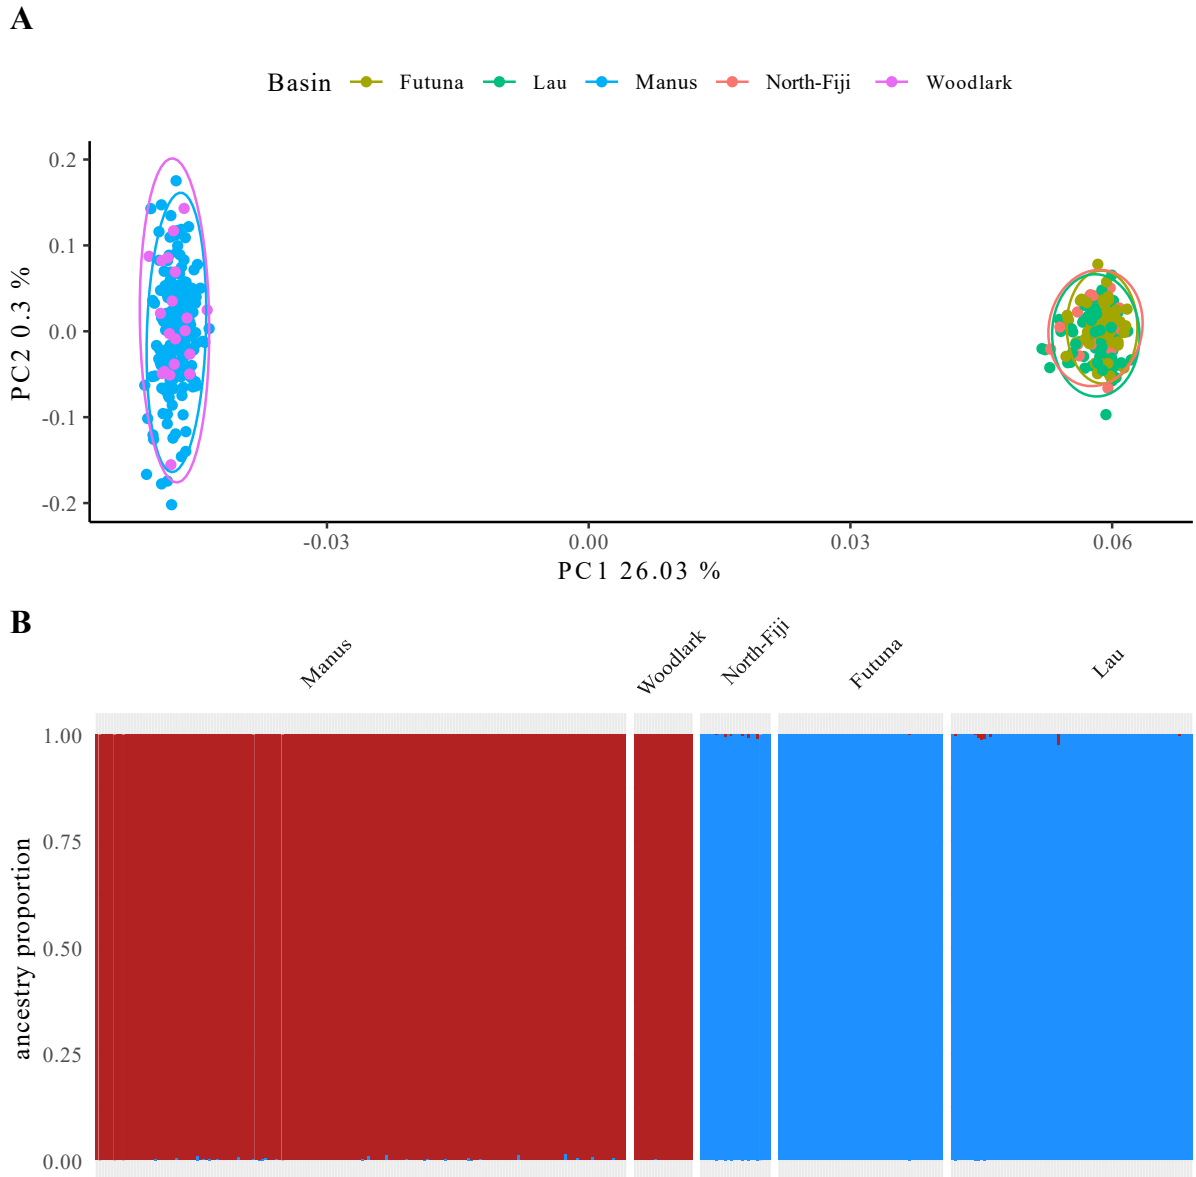 A
Basin Futuna Lau Manus North-Fiji Woodlark
0.2
0.1
0.0
-0.1
-0.2
PC2 0.3 %
-0.03 0.00 0.03 0.06
PC1 26.03 %
B
Manus Woodlark North-Fiji Futuna Lau
1.00
0.75
0.50
0.25
0.00
ancestry proportion